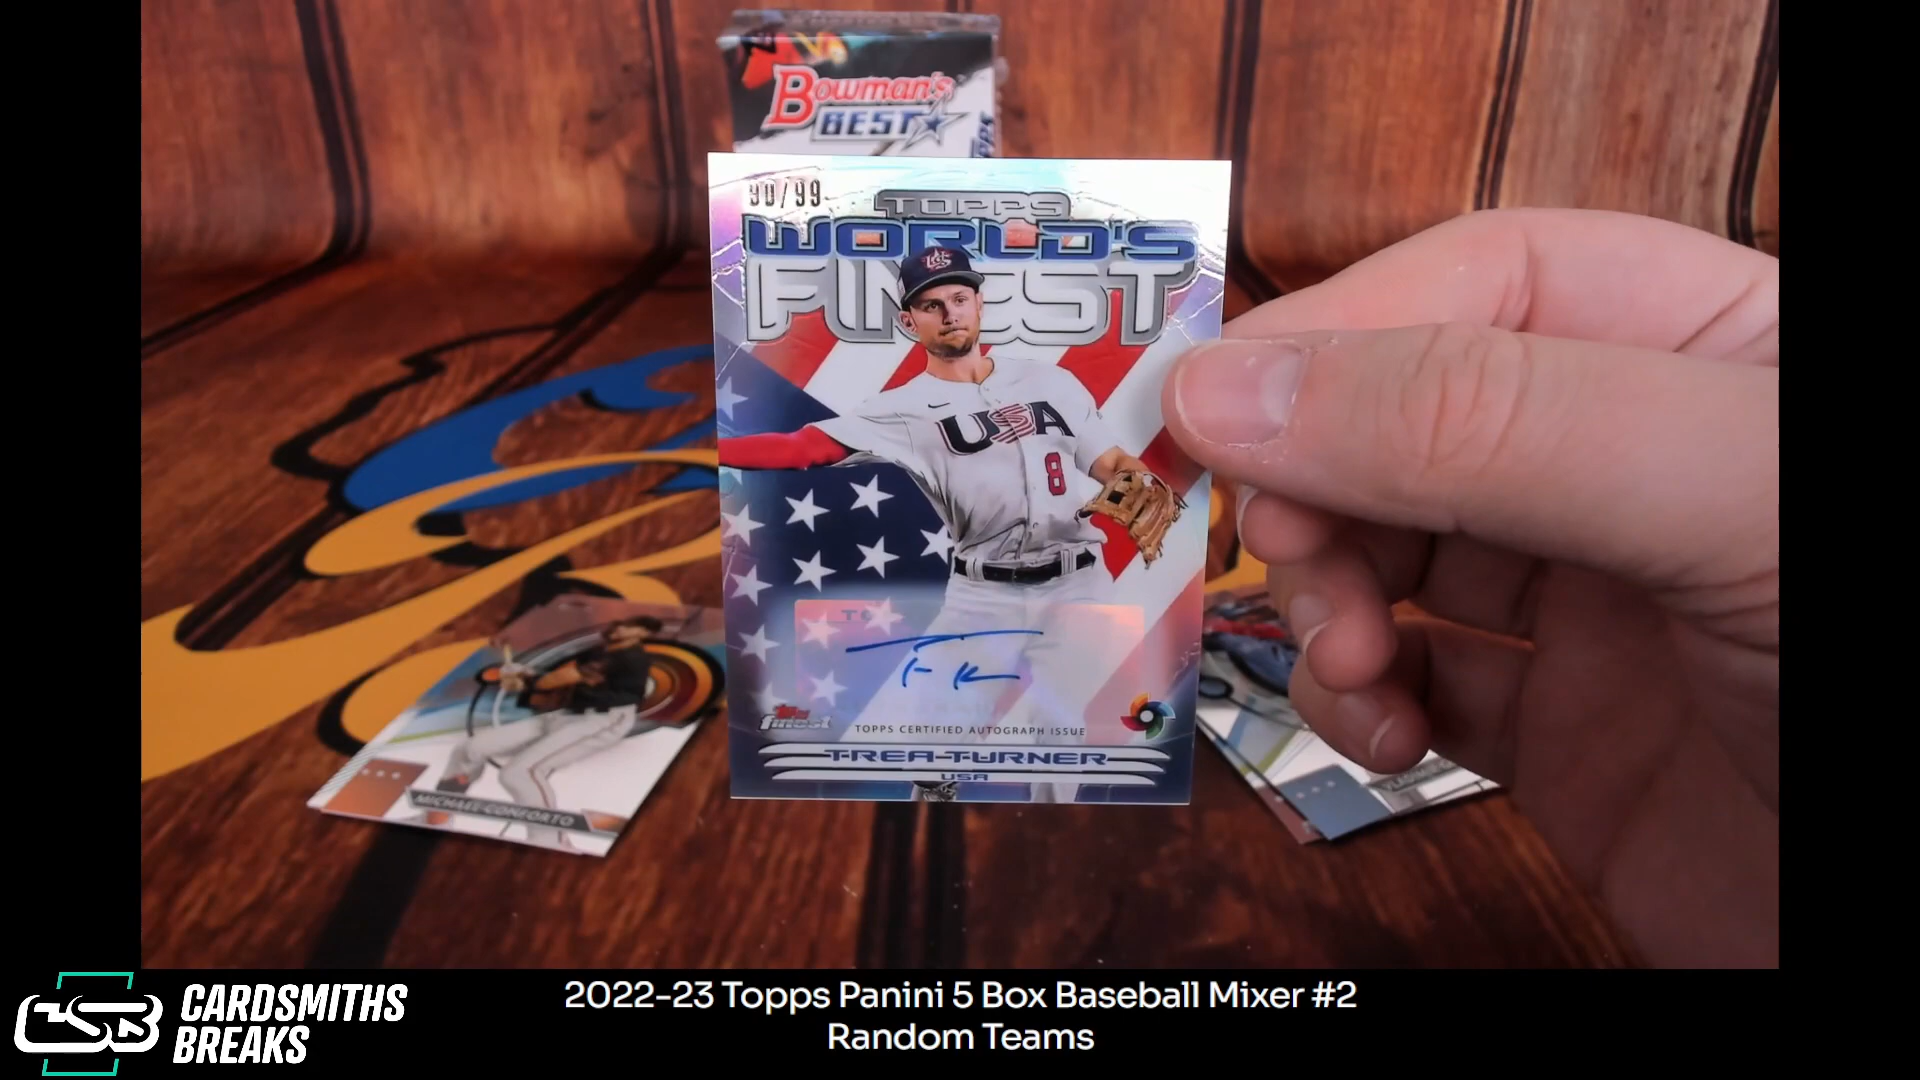 Bowman's
BEST
90/99
TOPPS
WORLD'S
FINEST
USA
8
Topps
finest
TOPPS CERTIFIED AUTOGRAPH ISSUE
TREA TURNER
USA
MICHAEL CONFORTO
CSB
CARDSMITHS
BREAKS
2022-23 Topps Panini 5 Box Baseball Mixer #2
Random Teams